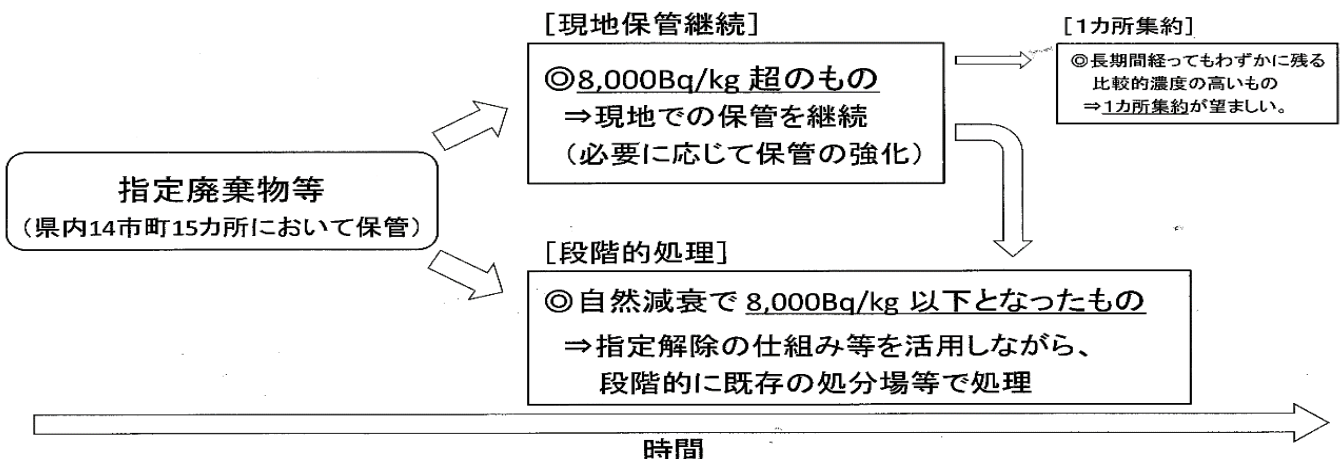 [現地保管継続]
◎8,000Bq/kg 超のもの
⇒現地での保管を継続
（必要に応じて保管の強化）
[1カ所集約]
◎長期間経ってもわずかに残る
比較的濃度の高いもの
⇒1カ所集約が望ましい。
指定廃棄物等
（県内14市町15カ所において保管）
[段階的処理]
◎自然減衰で 8,000Bq/kg 以下となったもの
⇒指定解除の仕組み等を活用しながら、
段階的に既存の処分場等で処理
時間